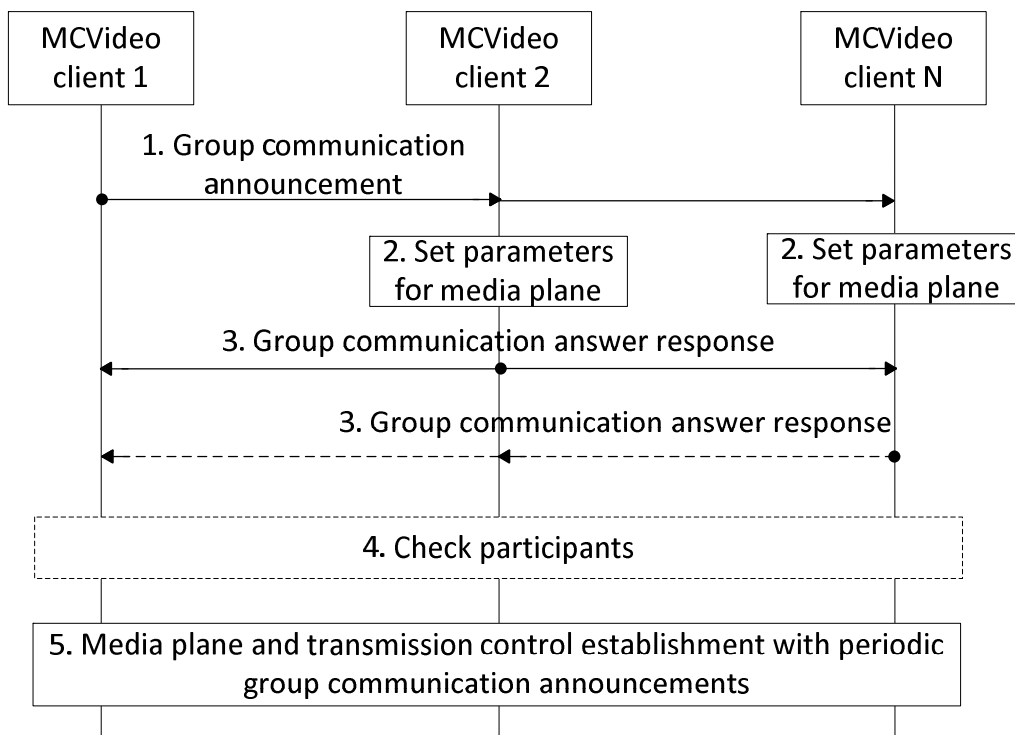 MCVideo
client 1
MCVideo
client 2
MCVideo
client N
1. Group communication
announcement
2. Set parameters
for media plane
2. Set parameters
for media plane
3. Group communication answer response
3. Group communication answer response
4. Check participants
5. Media plane and transmission control establishment with periodic
group communication announcements